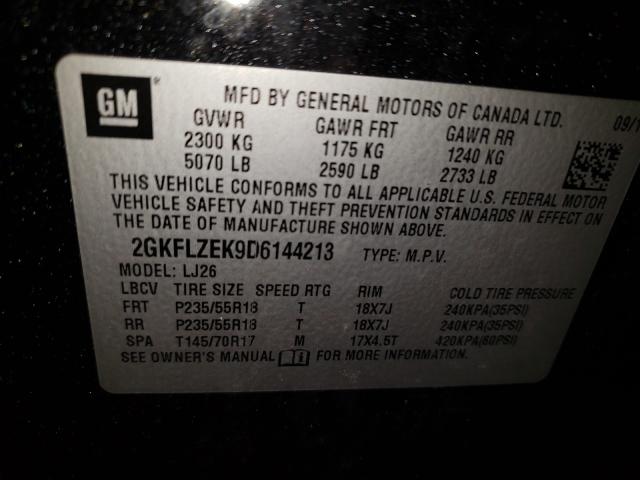 GM
MFD BY GENERAL MOTORS OF CANADA LTD.
GVWR GAWR FRT GAWR RR 09/1
2300 KG 1175 KG 1240 KG
5070 LB 2590 LB 2733 LB
THIS VEHICLE CONFORMS TO ALL APPLICABLE U.S. FEDERAL MOTOR
VEHICLE SAFETY AND THEFT PREVENTION STANDARDS IN EFFECT ON
THE DATE OF MANUFACTURE SHOWN ABOVE.
2GKFLZEK9D6144213 TYPE: M.P.V.
MODEL: LJ26
LBCV TIRE SIZE SPEED RTG RIM COLD TIRE PRESSURE
FRT P235/55R18 T 18X7J 240KPA(35PSI)
RR P235/55R18 T 18X7J 240KPA(35PSI)
SPA T145/70R17 M 17X4.5T 420KPA(60PSI)
SEE OWNER'S MANUAL FOR MORE INFORMATION.